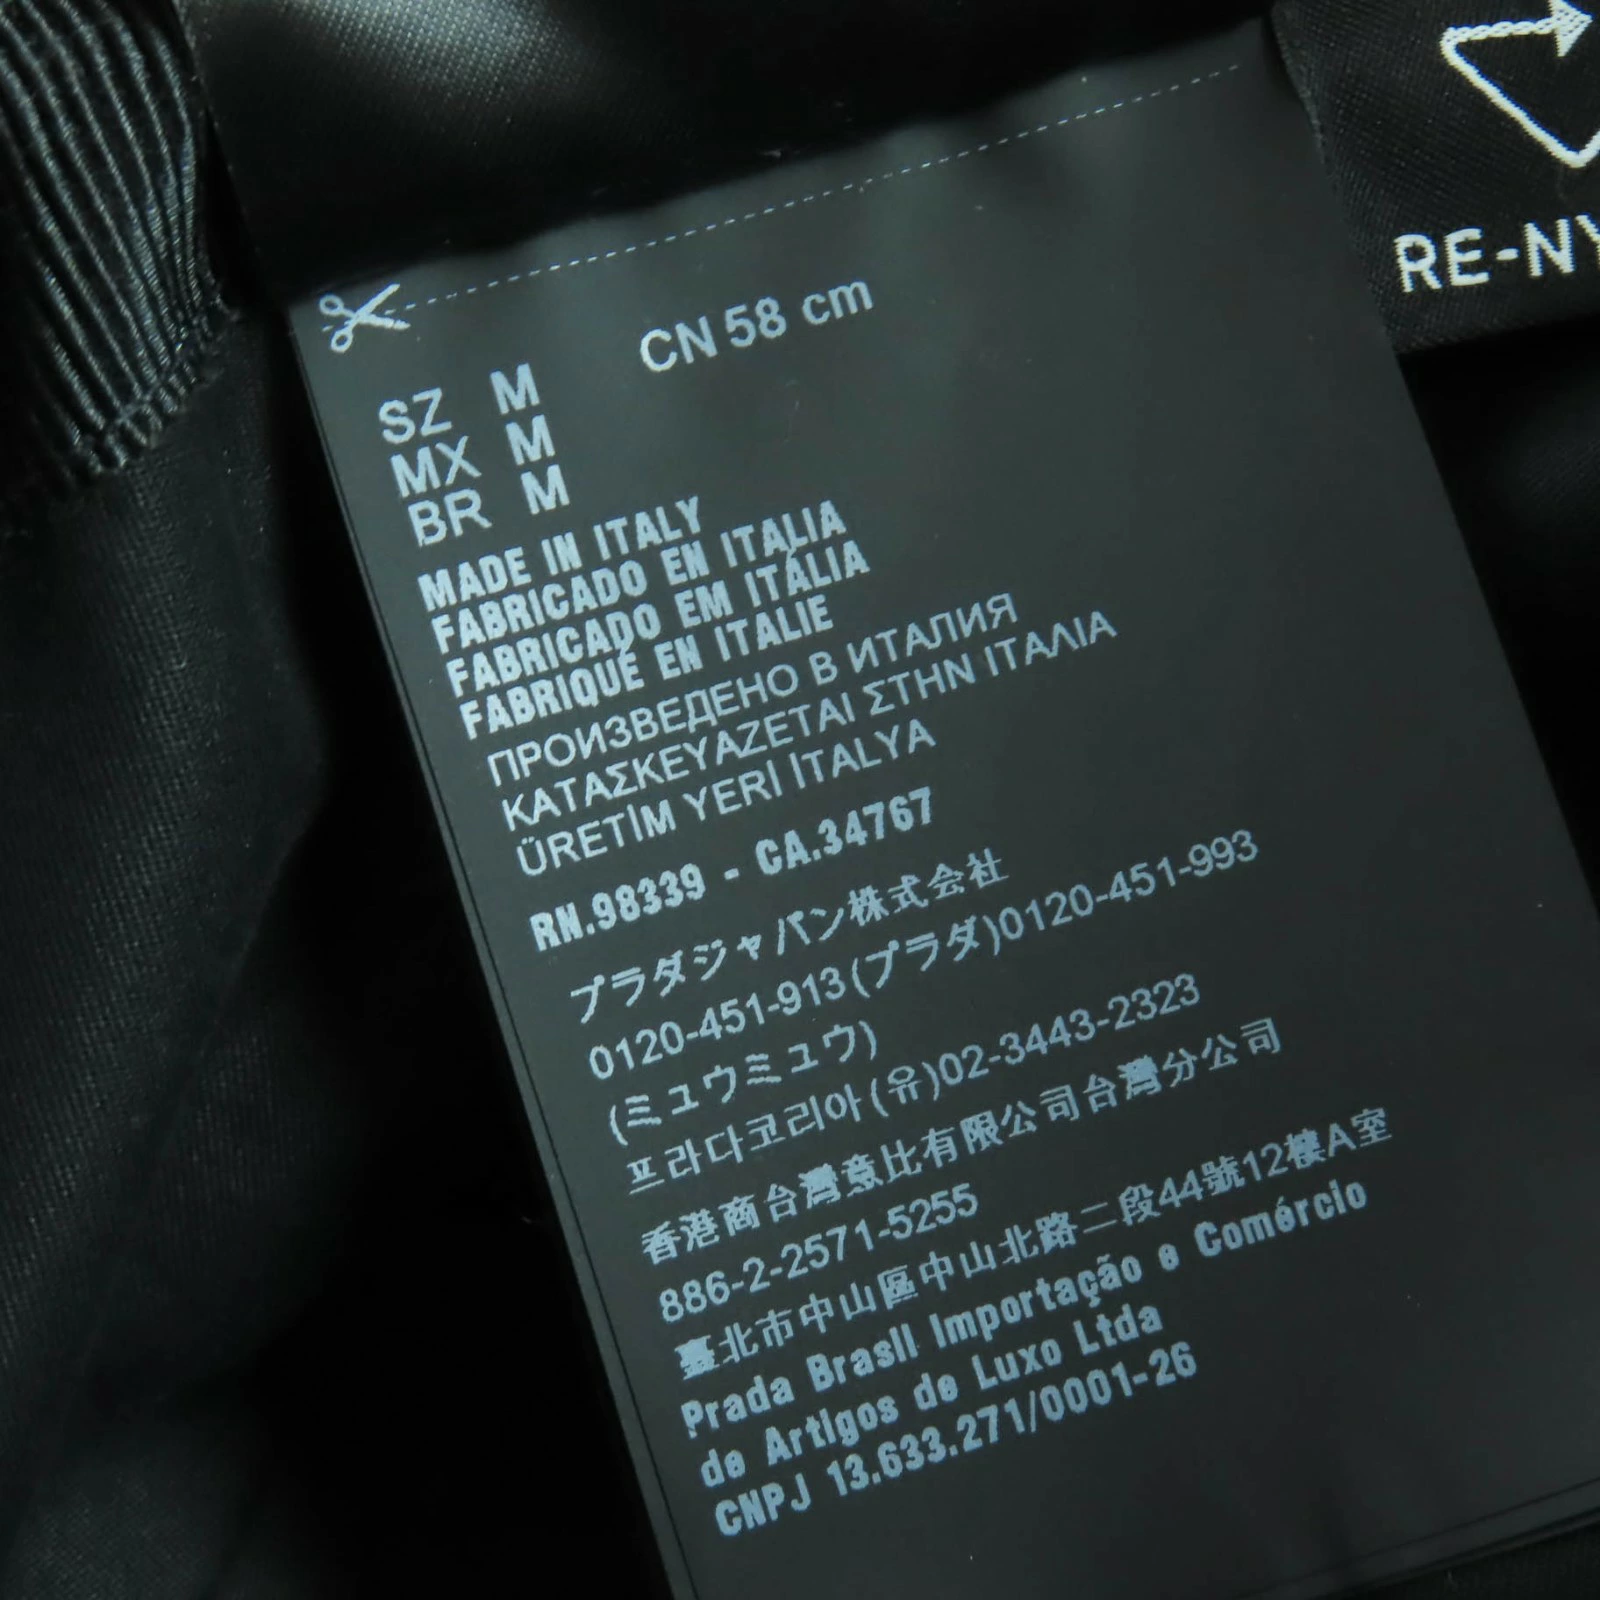 RE-NY
CN 58 cm
SZ M
MX M
BR M
MADE IN ITALY
FABRICADO EN ITALIA
FABRICADO EM ITÁLIA
FABRIQUÉ EN ITALIE
ПРОИЗВЕДЕНО В ИТАЛИЯ
ΚΑΤΑΣΚΕΥΑΖΕΤΑΙ ΣΤΗΝ ΙΤΑΛΙΑ
ÜRETİM YERİ İTALYA
RN.98339 - CA.34767
プラダジャパン株式会社
0120-451-913(プラダ)0120-451-993
(ミュウミュウ)
프라다코리아(유)02-3443-2323
香港商台灣意比有限公司台灣分公司
886-2-2571-5255
臺北市中山區中山北路二段44號12樓A室
Prada Brasil Importação e Comércio
de Artigos de Luxo Ltda
CNPJ 13.633.271/0001-26